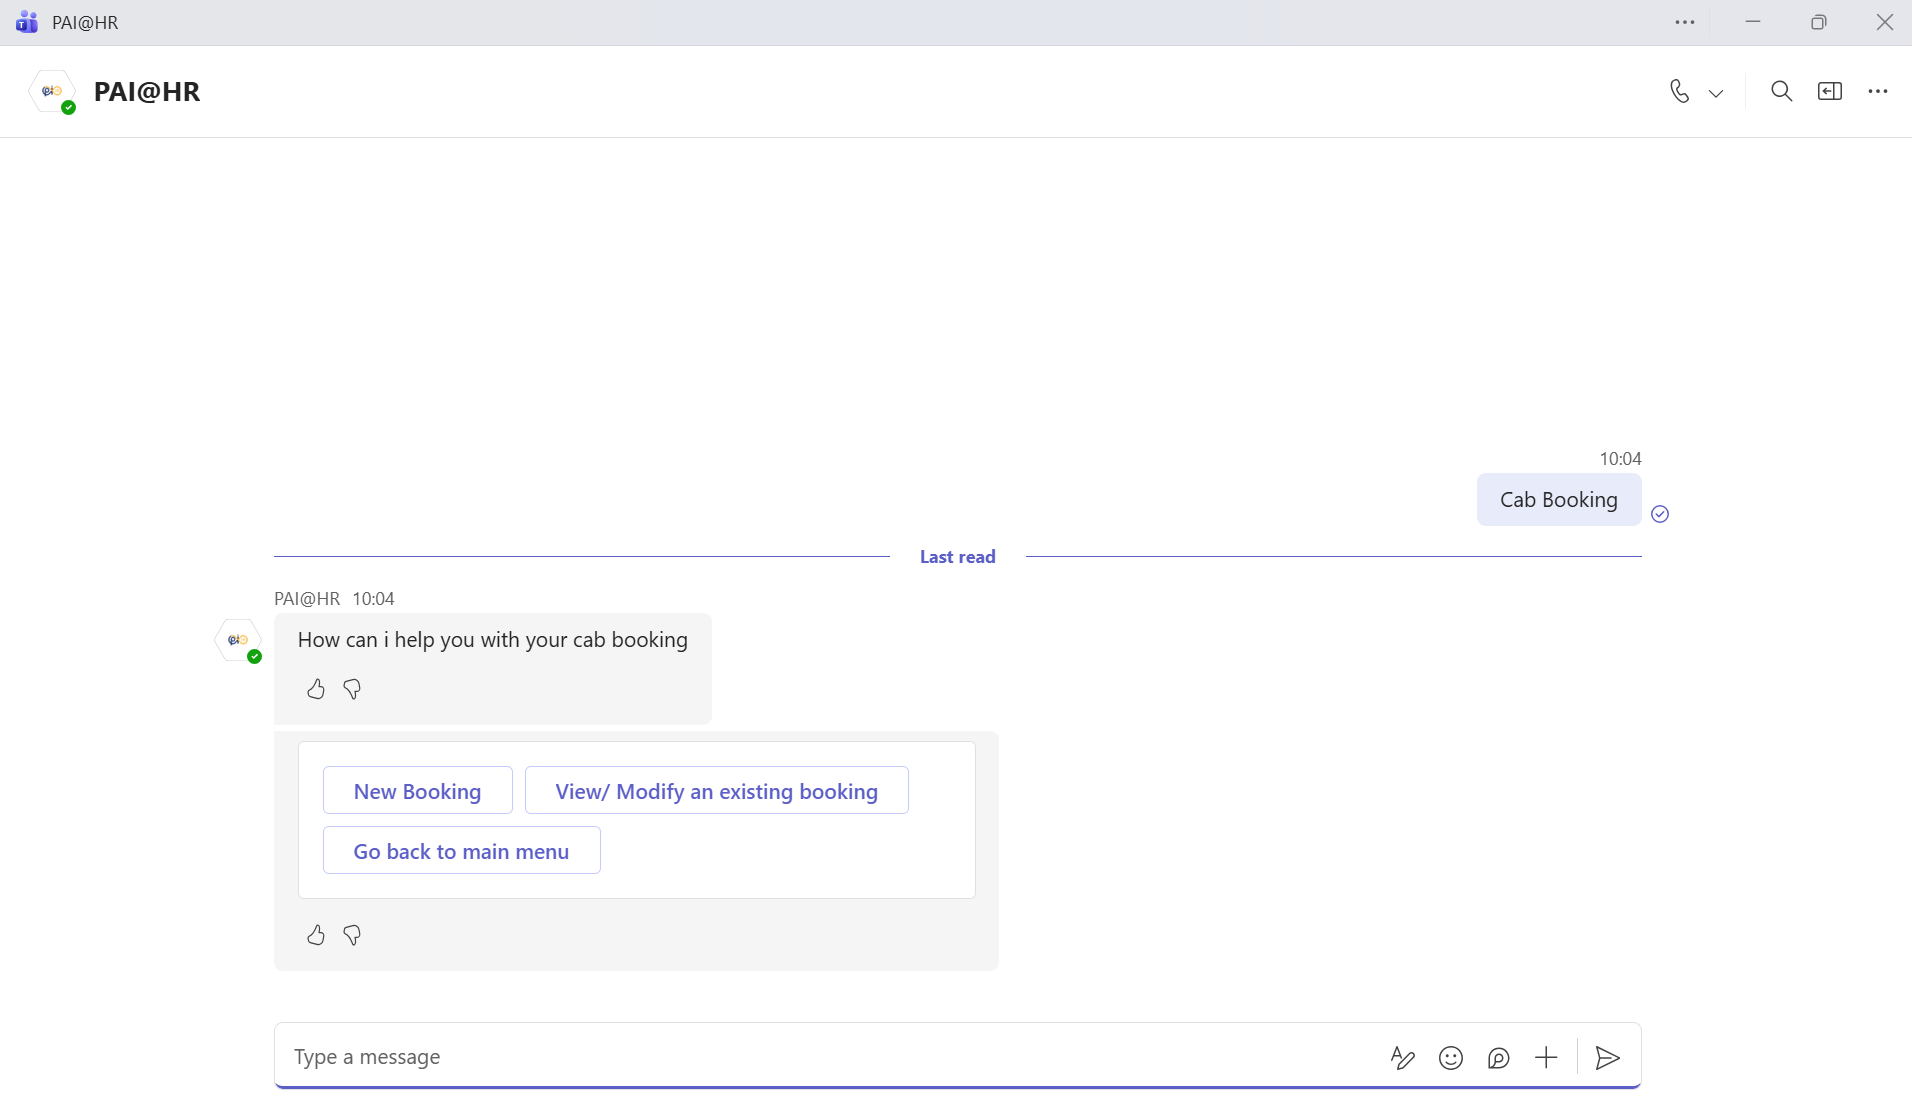 PAI@HR
PAI@HR
10:04
Cab Booking
Last read
PAI@HR 10:04
How can i help you with your cab booking
New Booking
View/ Modify an existing booking
Go back to main menu
Type a message